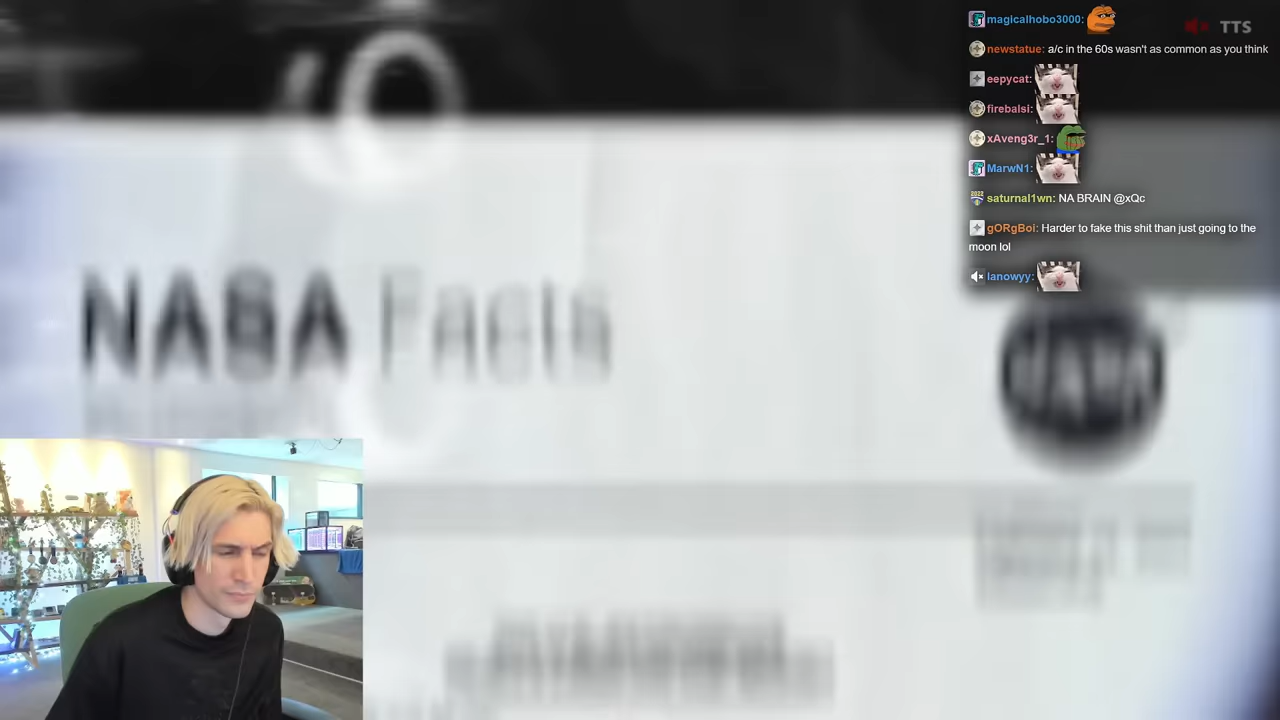 magicalhobo3000:
TTS
newstatue: a/c in the 60s wasn't as common as you think
eepycat:
firebalsi:
xAveng3r_1:
MarwN1:
saturnal1wn: NA BRAIN @xQc
gORgBoi: Harder to fake this shit than just going to the
moon lol
lanowyy:
NASA Facts
NASA